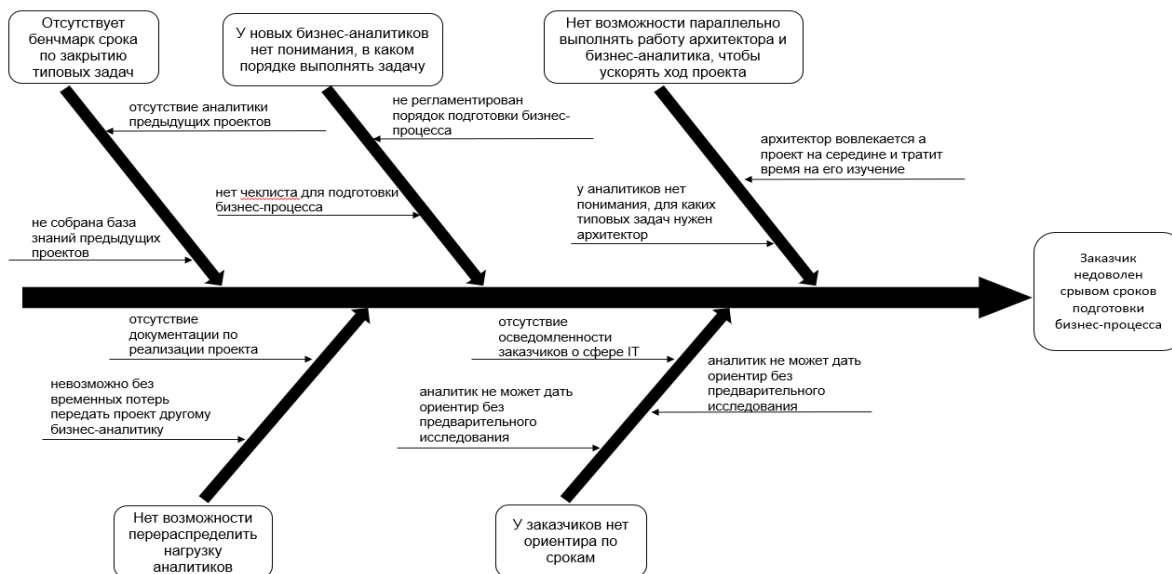 Отсутствует
бенчмарк срока
по закрытию
типовых задач
У новых бизнес-аналитиков
нет понимания, в каком
порядке выполнять задачу
Нет возможности параллельно
выполнять работу архитектора и
бизнес-аналитика, чтобы
ускорять ход проекта
отсутствие аналитики
предыдущих проектов
не регламентирован
порядок подготовки бизнес-
процесса
архитектор вовлекается а
проект на середине и тратит
время на его изучение
нет чеклиста для подготовки
бизнес-процесса
у аналитиков нет
понимания, для каких
типовых задач нужен
архитектор
не собрана база
знаний предыдущих
проектов
Заказчик
недоволен
срывом сроков
подготовки
бизнес-процесса
отсутствие
документации по
реализации проекта
отсутствие
осведомленности
заказчиков о сфере IT
аналитик не может дать
ориентир без
предварительного
исследования
невозможно без
временных потерь
передать проект другому
бизнес-аналитику
аналитик не может дать
ориентир без
предварительного
исследования
Нет возможности
перераспределить
нагрузку
аналитиков
У заказчиков нет
ориентира по
срокам